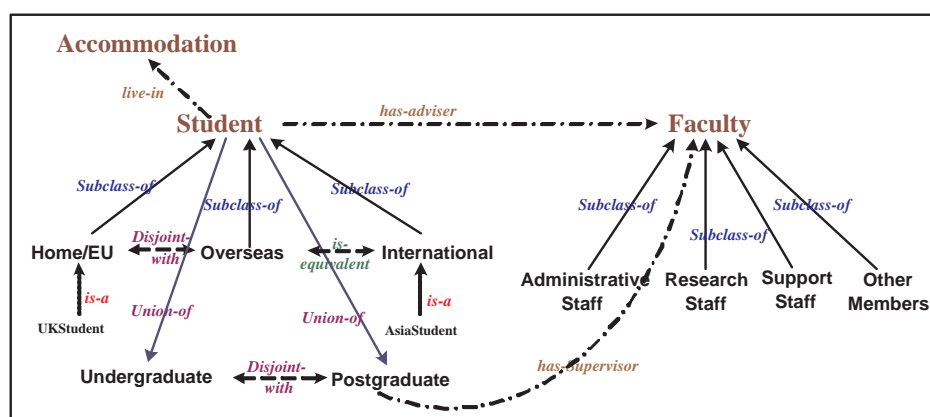 Accommodation
live-in
has-adviser
Student
Faculty
Subclass-of
Subclass-of
Subclass-of
Subclass-of
Subclass-of
Subclass-of
Subclass-of
Home/EU
Disjoint-
with
Overseas
is-
equivalent
International
Administrative
Staff
Research
Staff
Support
Staff
Other
Members
is-a
is-a
UKStudent
Union-of
Union-of
AsiaStudent
Undergraduate
Disjoint-
with
Postgraduate
has-Supervisor